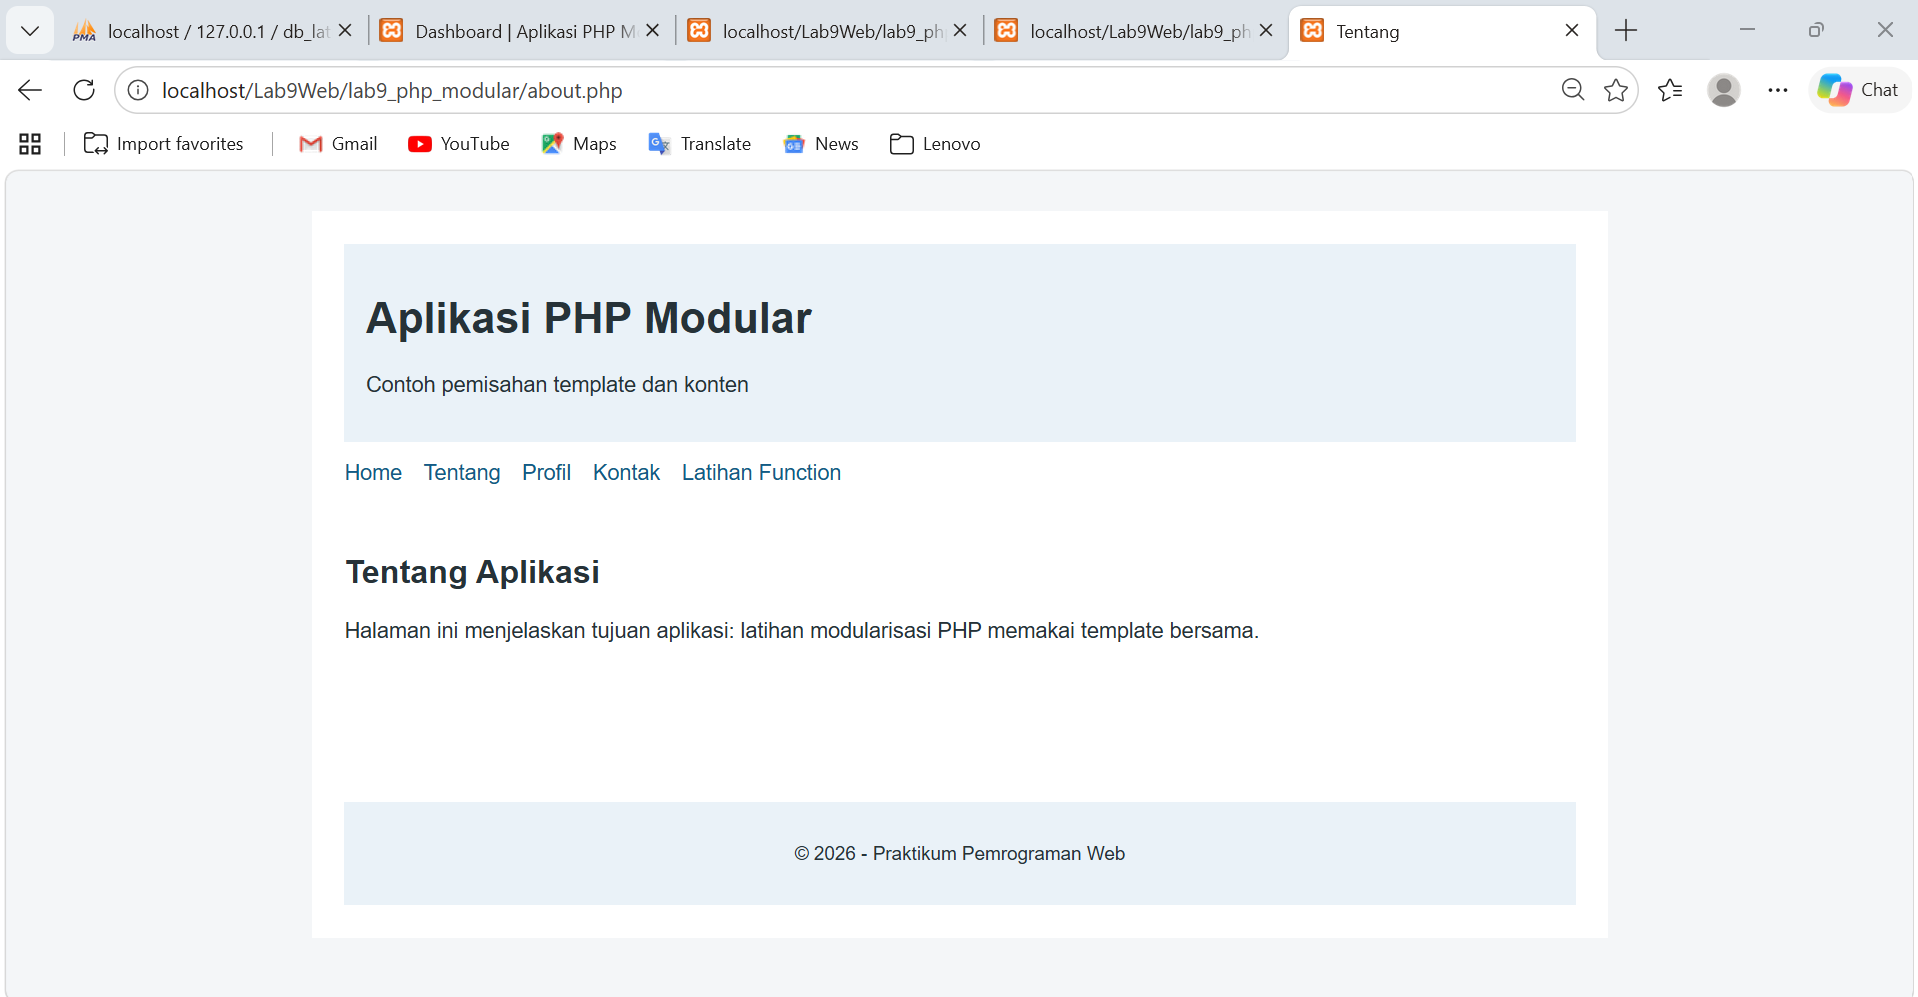 localhost / 127.0.0.1 / db_lat
Dashboard | Aplikasi PHP M
localhost/Lab9Web/lab9_ph
localhost/Lab9Web/lab9_ph
Tentang
localhost/Lab9Web/lab9_php_modular/about.php
Chat
Import favorites
Gmail
YouTube
Maps
Translate
News
Lenovo
Aplikasi PHP Modular
Contoh pemisahan template dan konten
Home Tentang Profil Kontak Latihan Function
Tentang Aplikasi
Halaman ini menjelaskan tujuan aplikasi: latihan modularisasi PHP memakai template bersama.
© 2026 - Praktikum Pemrograman Web